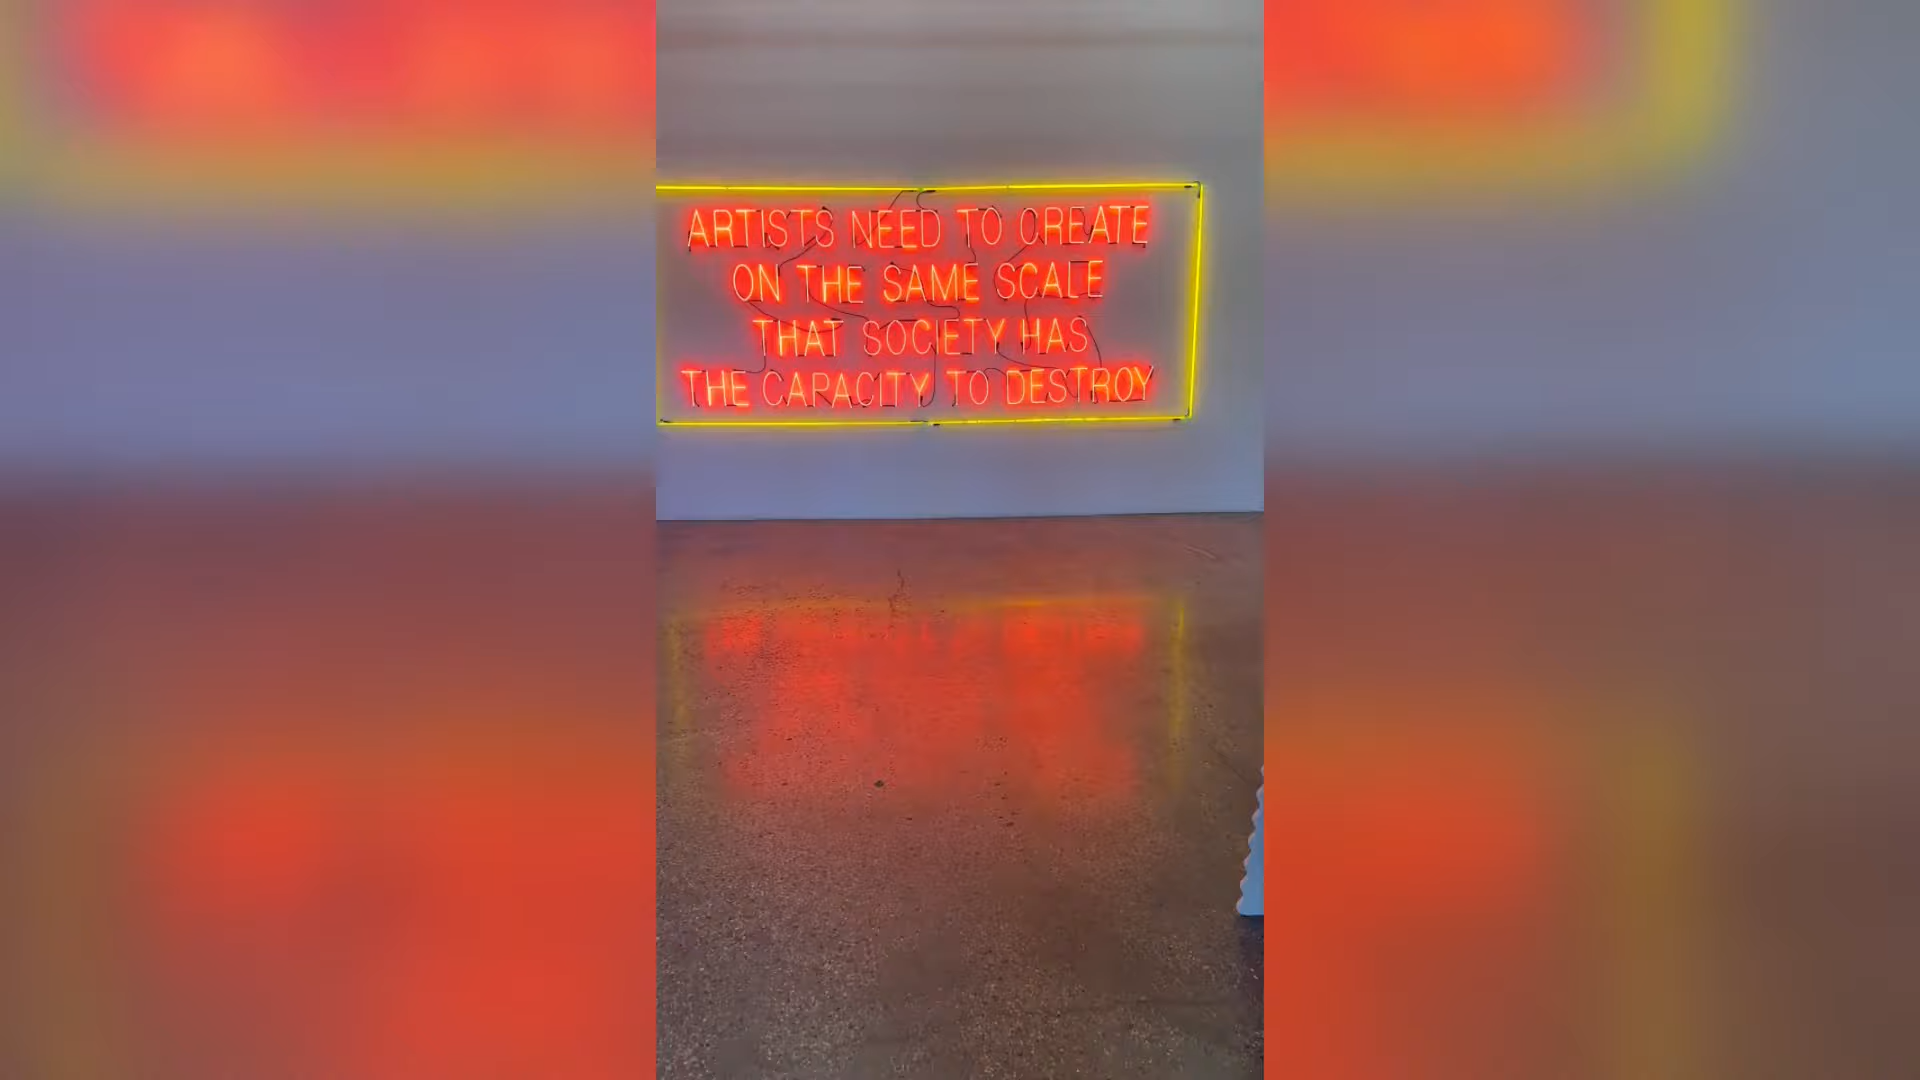 ARTISTS NEED TO CREATE
ON THE SAME SCALE
THAT SOCIETY HAS
THE CAPACITY TO DESTROY